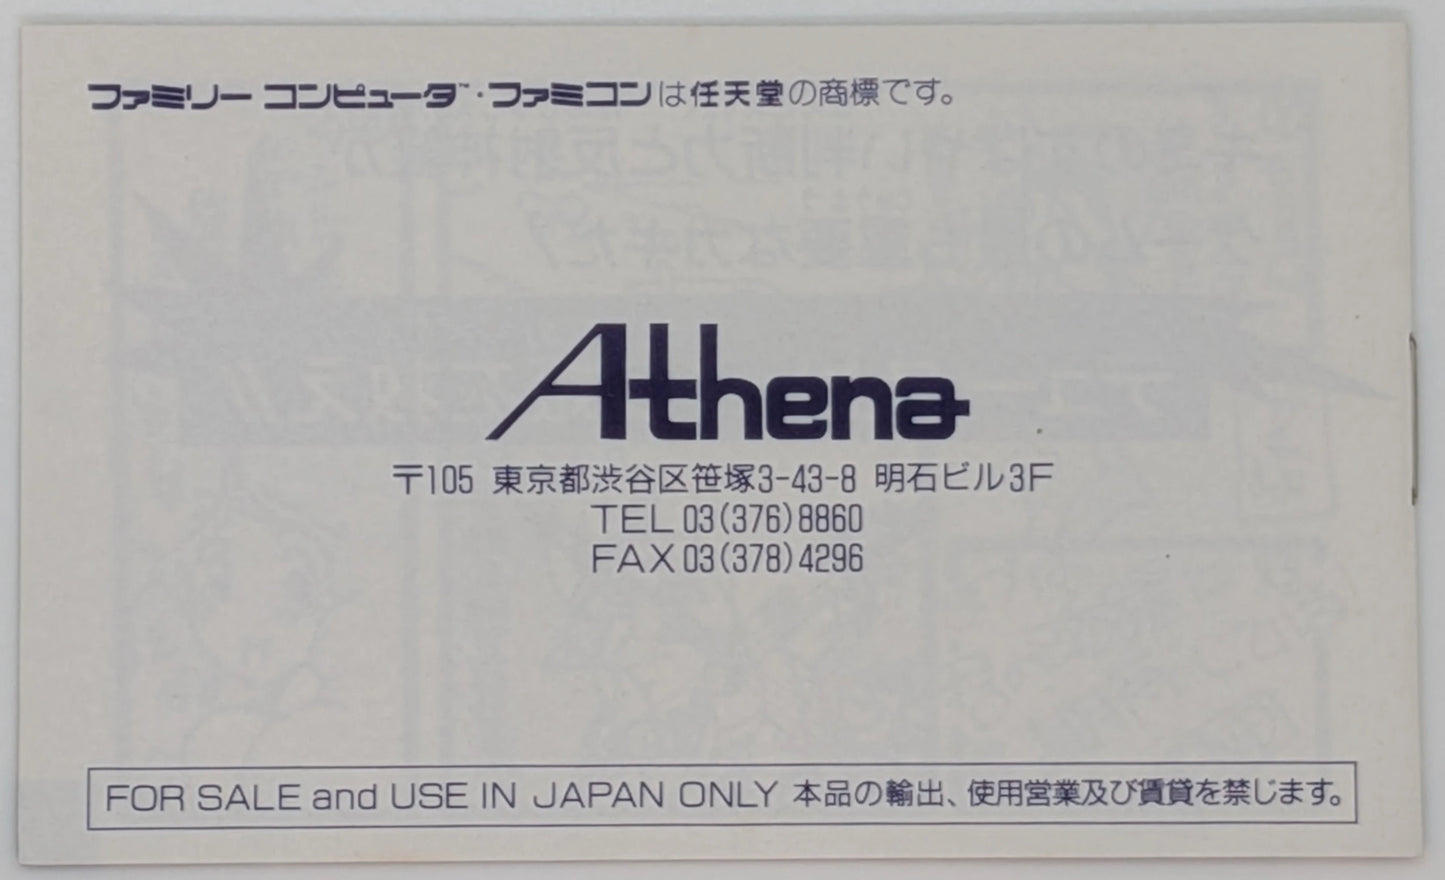 ファミリーコンピュータ™・ファミコンは任天堂の商標です。
Athena
〒105 東京都渋谷区笹塚3-43-8 明石ビル3F
TEL 03(376)8860
FAX 03(378)4296
FOR SALE and USE IN JAPAN ONLY 本品の輸出、使用営業及び賃貸を禁じます。